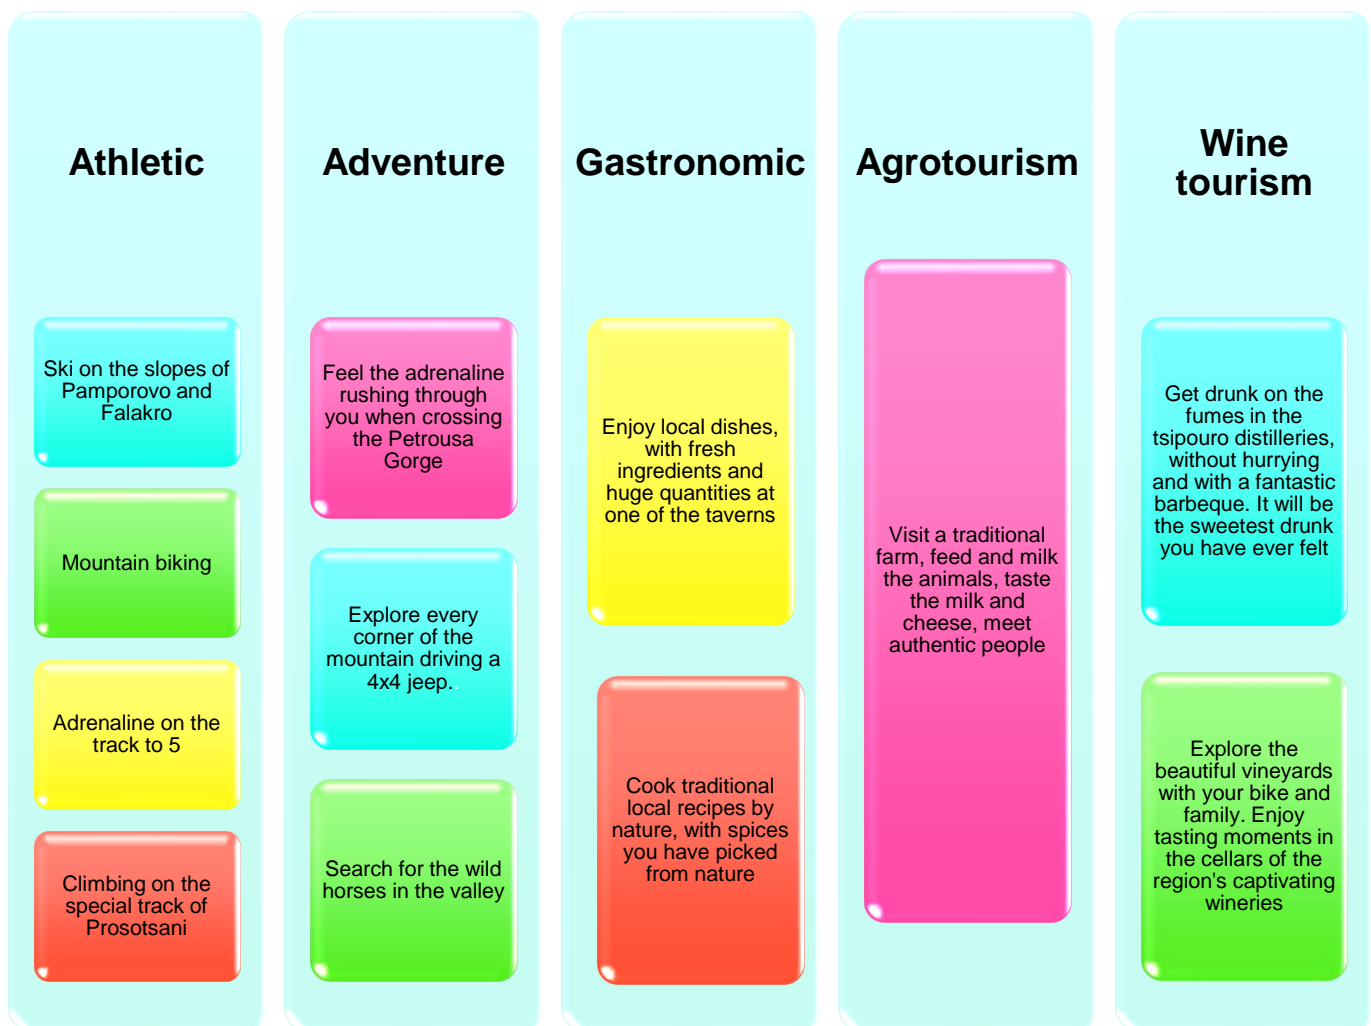 Athletic
Ski on the slopes of
Pamporovo and
Falakro
Mountain biking
Adrenaline on the
track to 5
Climbing on the
special track of
Prosotsani
Adventure
Feel the adrenaline
rushing through
you when crossing
the Petrousa
Gorge
Explore every
corner of the
mountain driving a
4x4 jeep.
Search for the wild
horses in the valley
Gastronomic
Enjoy local dishes,
with fresh
ingredients and
huge quantities at
one of the taverns
Cook traditional
local recipes by
nature, with spices
you have picked
from nature
Agrotourism
Visit a traditional
farm, feed and milk
the animals, taste
the milk and
cheese, meet
authentic people
Wine
tourism
Get drunk on the
fumes in the
tsipouro distilleries,
without hurrying
and with a fantastic
barbeque. It will be
the sweetest drunk
you have ever felt
Explore the
beautiful vineyards
with your bike and
family. Enjoy
tasting moments in
the cellars of the
region's captivating
wineries